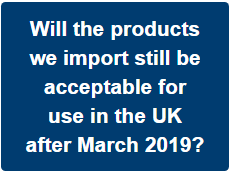 Will the products
we import still be
acceptable for
use in the UK
after March 2019?